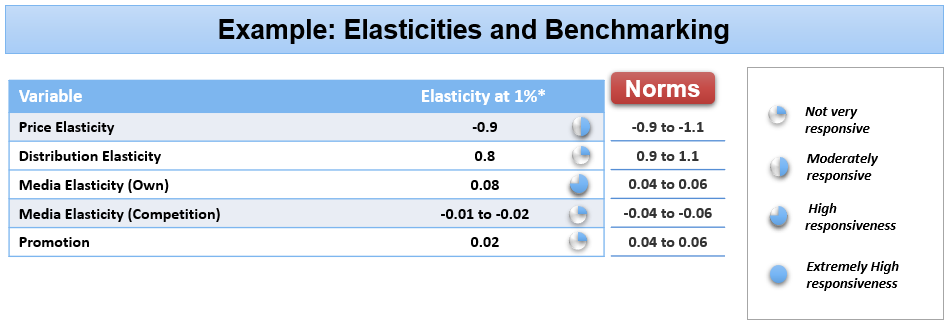 Example: Elasticities and Benchmarking
Variable Elasticity at 1%* Norms
Price Elasticity -0.9 -0.9 to -1.1
Distribution Elasticity 0.8 0.9 to 1.1
Media Elasticity (Own) 0.08 0.04 to 0.06
Media Elasticity (Competition) -0.01 to -0.02 -0.04 to -0.06
Promotion 0.02 0.04 to 0.06
Not very
responsive
Moderately
responsive
High
responsiveness
Extremely High
responsiveness